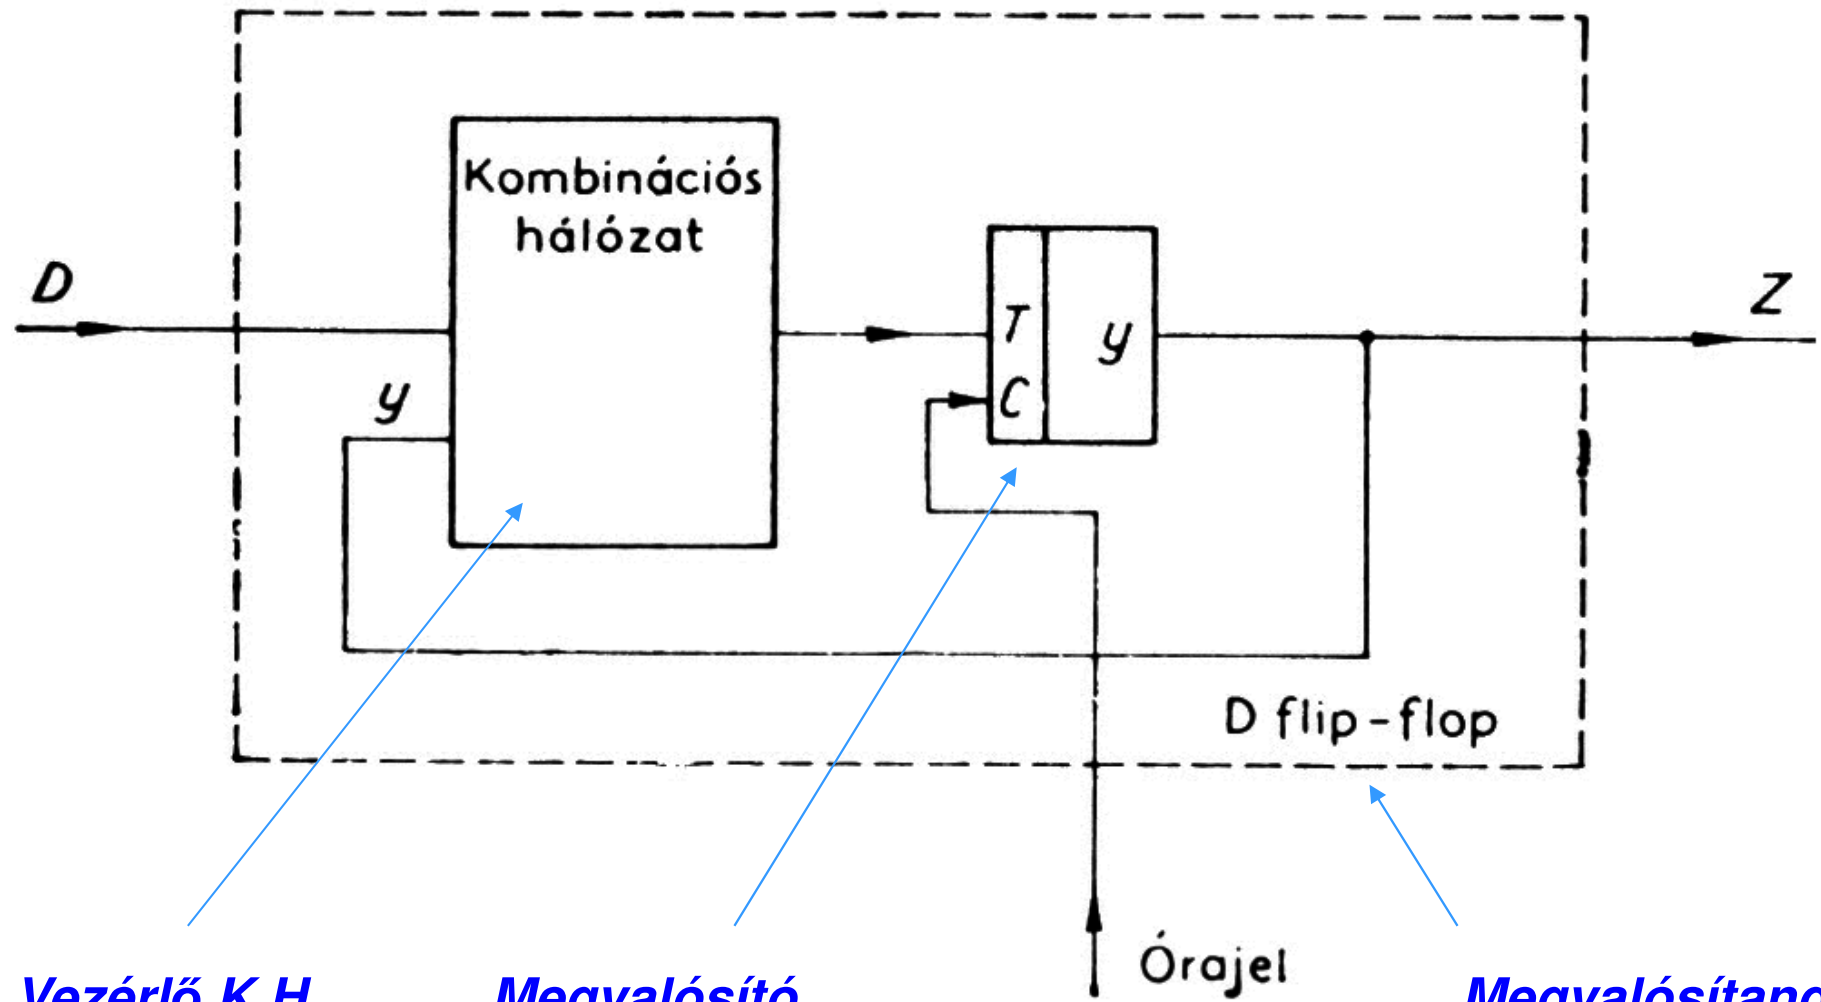 Kombinációs
hálózat
D
y
T
C
y
Z
D flip-flop
Órajel
Vezérlő K.H.
Megvalósító